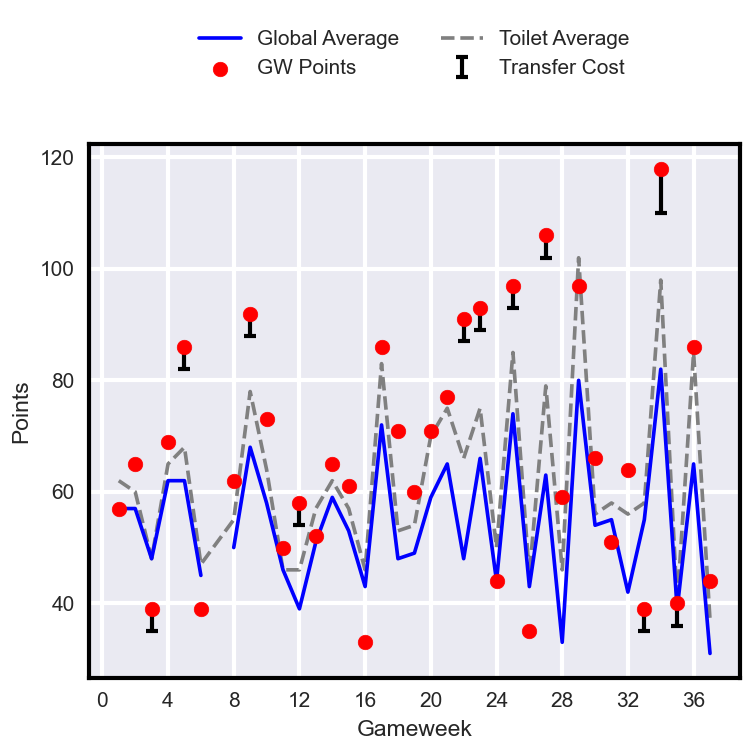 Global Average Toilet Average
GW Points Transfer Cost
120
100
80
60
40
Points
0 4 8 12 16 20 24 28 32 36
Gameweek